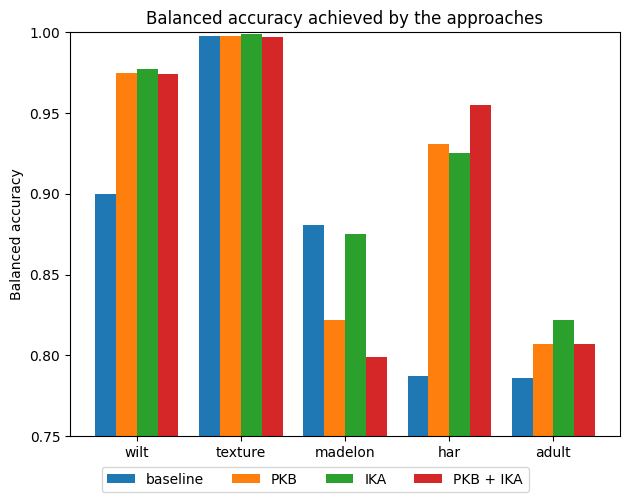 Balanced accuracy achieved by the approaches
1.00
0.95
0.90
0.85
0.80
0.75
Balanced accuracy
wilt texture madelon har adult
baseline PKB IKA PKB + IKA